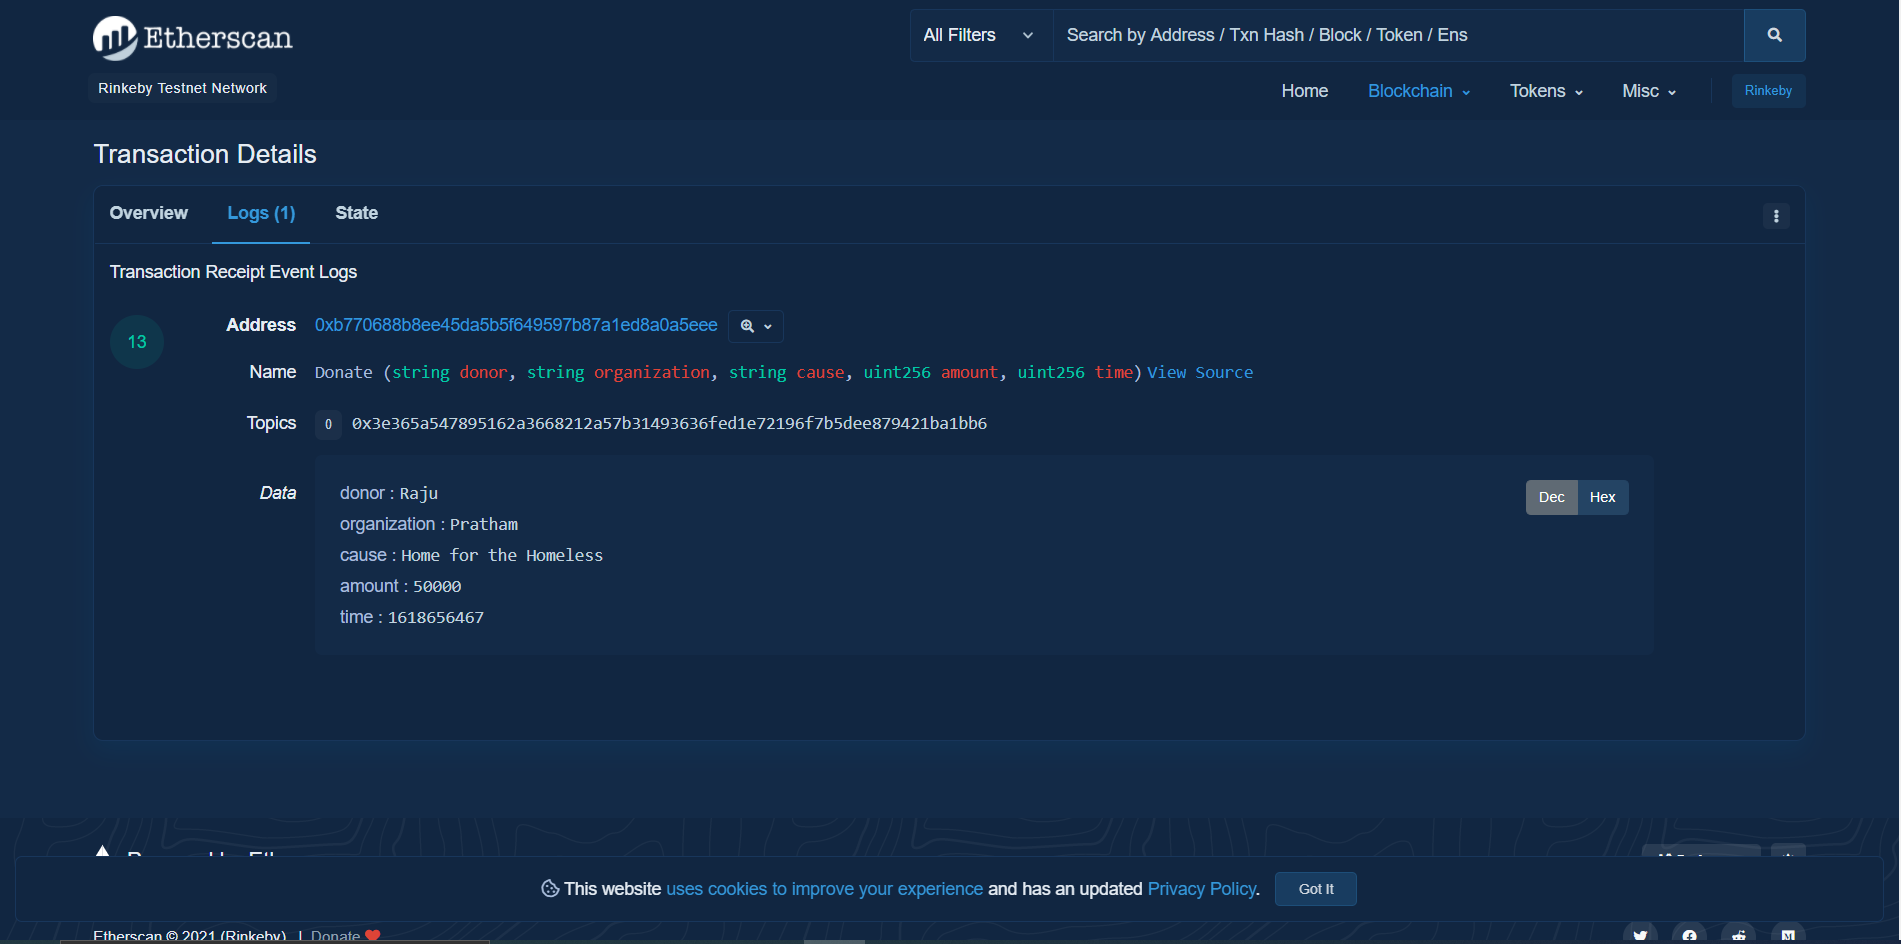 Etherscan
All Filters
Search by Address / Txn Hash / Block / Token / Ens
Rinkeby Testnet Network
Home Blockchain Tokens Misc Rinkeby
Transaction Details
Overview Logs (1) State
Transaction Receipt Event Logs
13
Address 0xb770688b8ee45da5b5f649597b87a1ed8a0a5eee
Name Donate (string donor, string organization, string cause, uint256 amount, uint256 time) View Source
Topics 0 0x3e365a547895162a3668212a57b31493636fed1e72196f7b5dee879421ba1bb6
Data
Dec Hex
donor : Raju
organization : Pratham
cause : Home for the Homeless
amount : 50000
time : 1618656467
This website uses cookies to improve your experience and has an updated Privacy Policy. Got It
Etherscan © 2021 (Rinkeby) | Donate